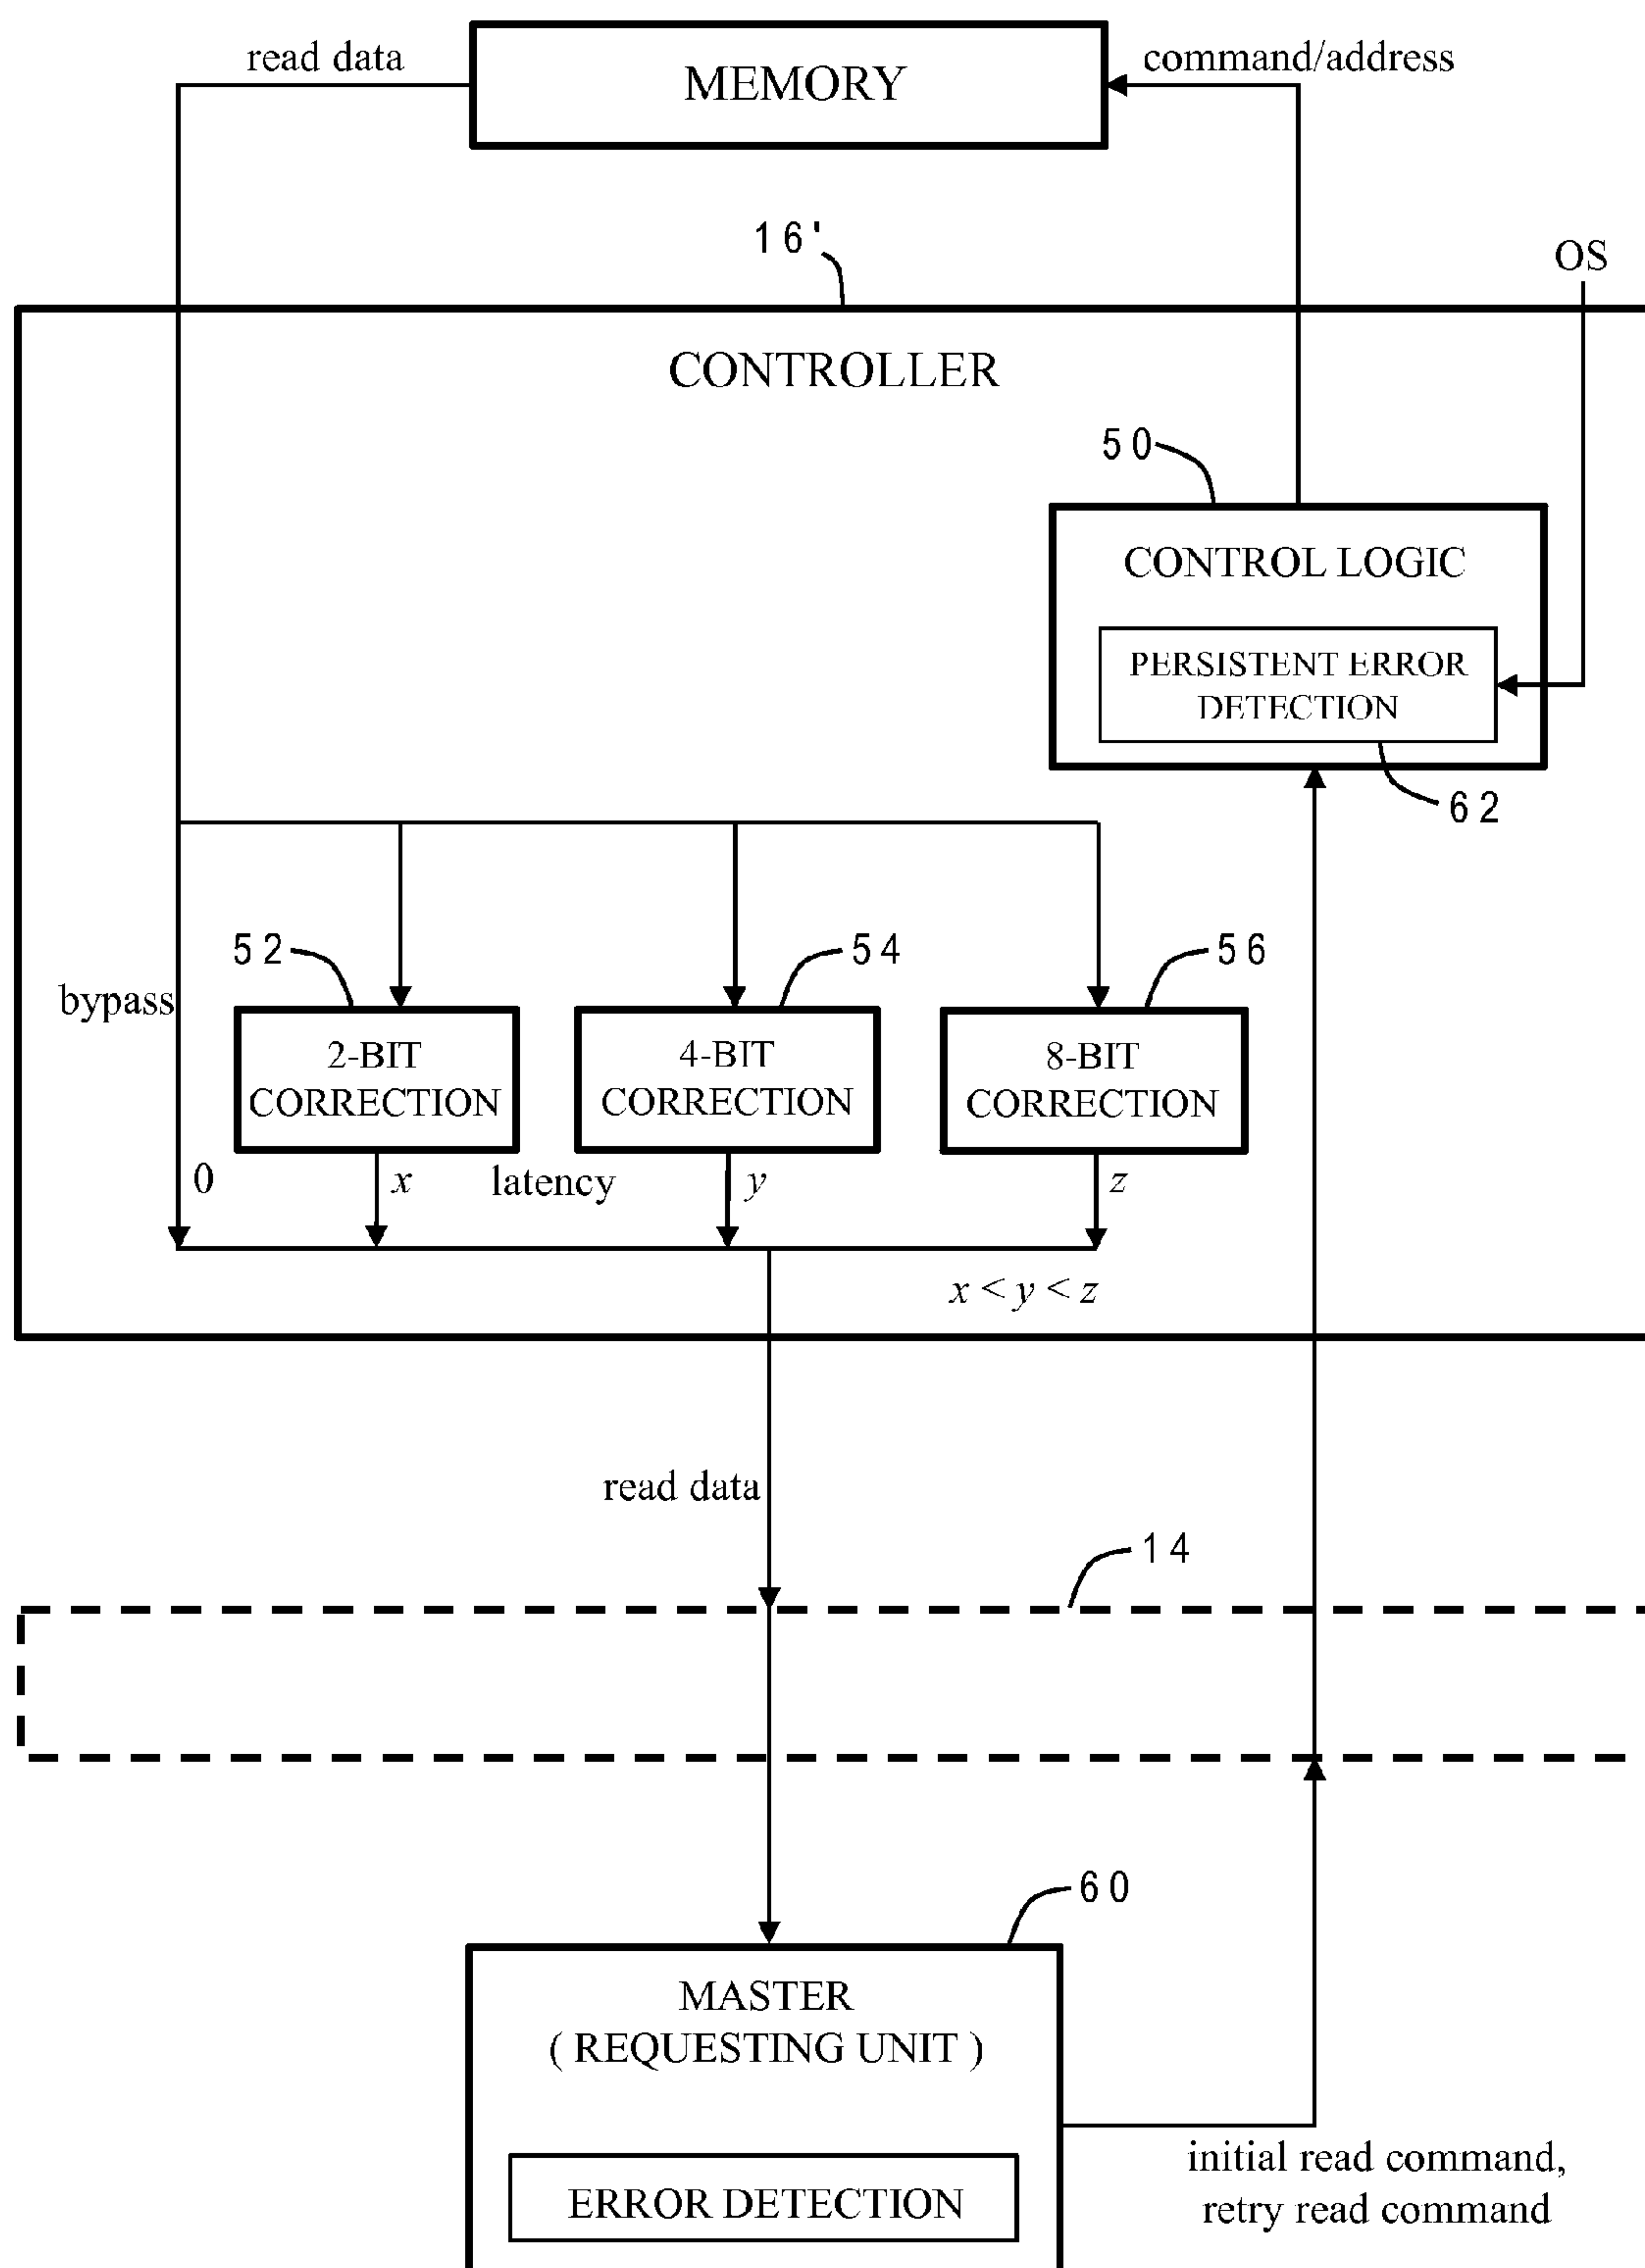 read data
MEMORY
command/address
16'
OS
CONTROLLER
50
CONTROL LOGIC
PERSISTENT ERROR
DETECTION
62
52
54
56
bypass
2-BIT
CORRECTION
4-BIT
CORRECTION
8-BIT
CORRECTION
0
x
latency
y
z
x < y < z
read data
14
60
MASTER
( REQUESTING UNIT )
ERROR DETECTION
initial read command,
retry read command